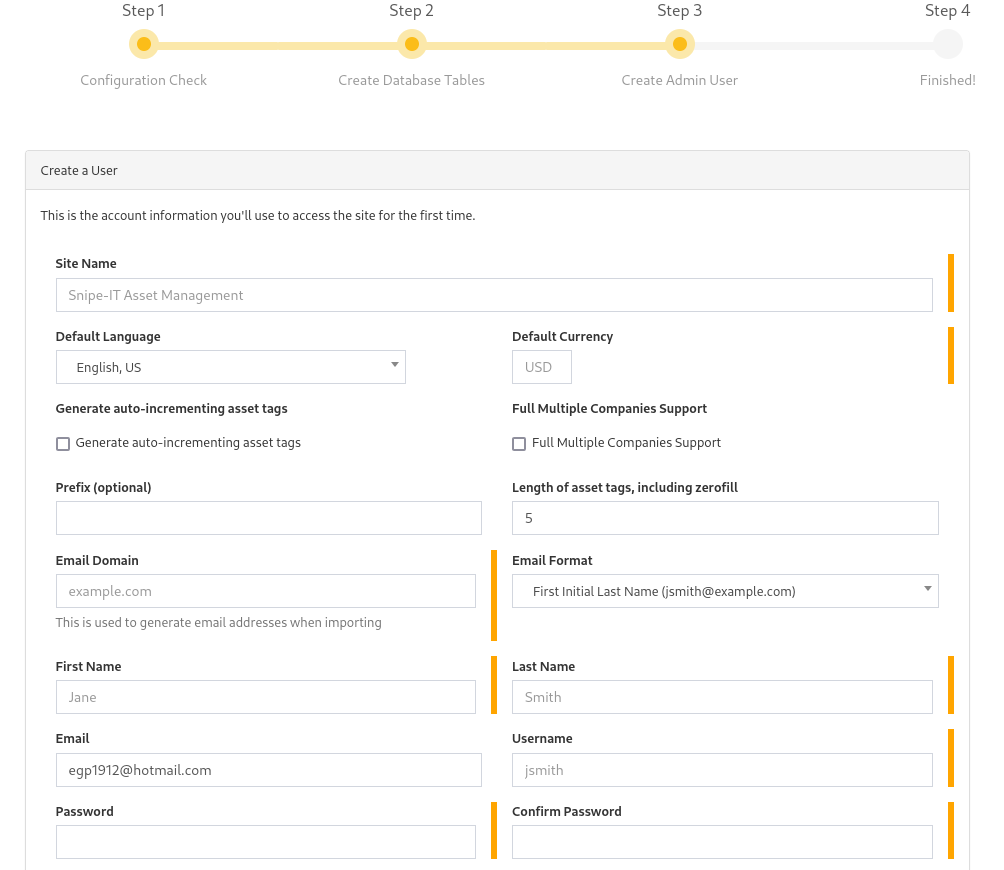 Step 1 Step 2 Step 3 Step 4
Configuration Check Create Database Tables Create Admin User Finished!
Create a User
This is the account information you'll use to access the site for the first time.
Site Name
Snipe-IT Asset Management
Default Language Default Currency
English, US USD
Generate auto-incrementing asset tags Full Multiple Companies Support
Generate auto-incrementing asset tags Full Multiple Companies Support
Prefix (optional) Length of asset tags, including zerofill
5
Email Domain Email Format
example.com First Initial Last Name (jsmith@example.com)
This is used to generate email addresses when importing
First Name Last Name
Jane Smith
Email Username
egp1912@hotmail.com jsmith
Password Confirm Password